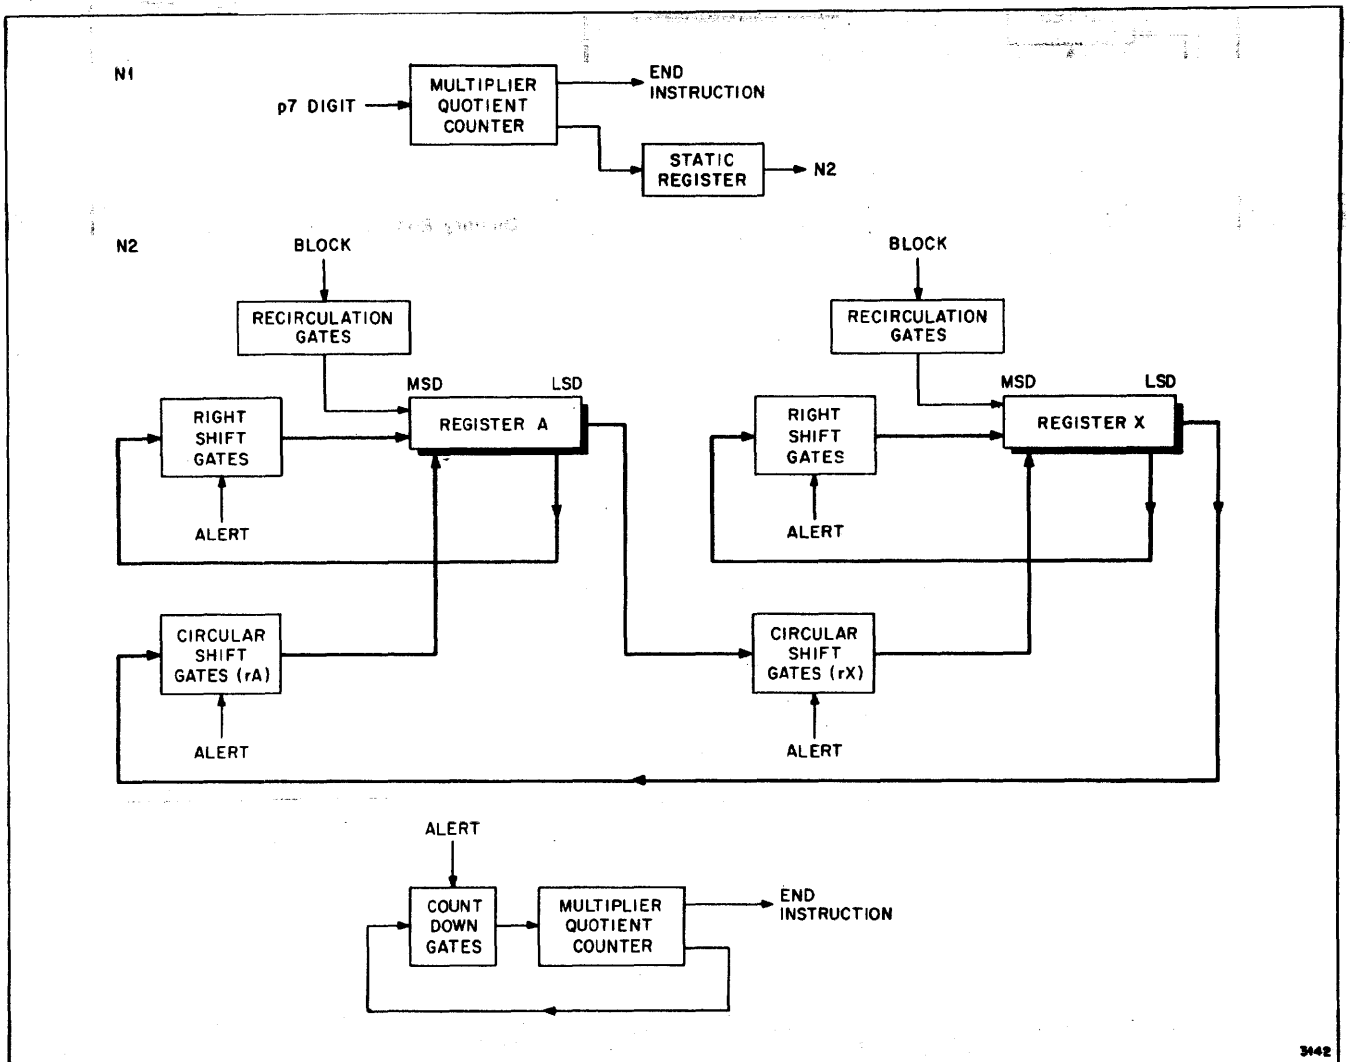 N1
p7 DIGIT
MULTIPLIER
QUOTIENT
COUNTER
END
INSTRUCTION
STATIC
REGISTER
N2
N2
BLOCK
RECIRCULATION
GATES
MSD
LSD
REGISTER A
RIGHT
SHIFT
GATES
ALERT
CIRCULAR
SHIFT
GATES (rA)
ALERT
BLOCK
RECIRCULATION
GATES
MSD
LSD
REGISTER X
RIGHT
SHIFT
GATES
ALERT
CIRCULAR
SHIFT
GATES (rX)
ALERT
ALERT
COUNT
DOWN
GATES
MULTIPLIER
QUOTIENT
COUNTER
END
INSTRUCTION
3142